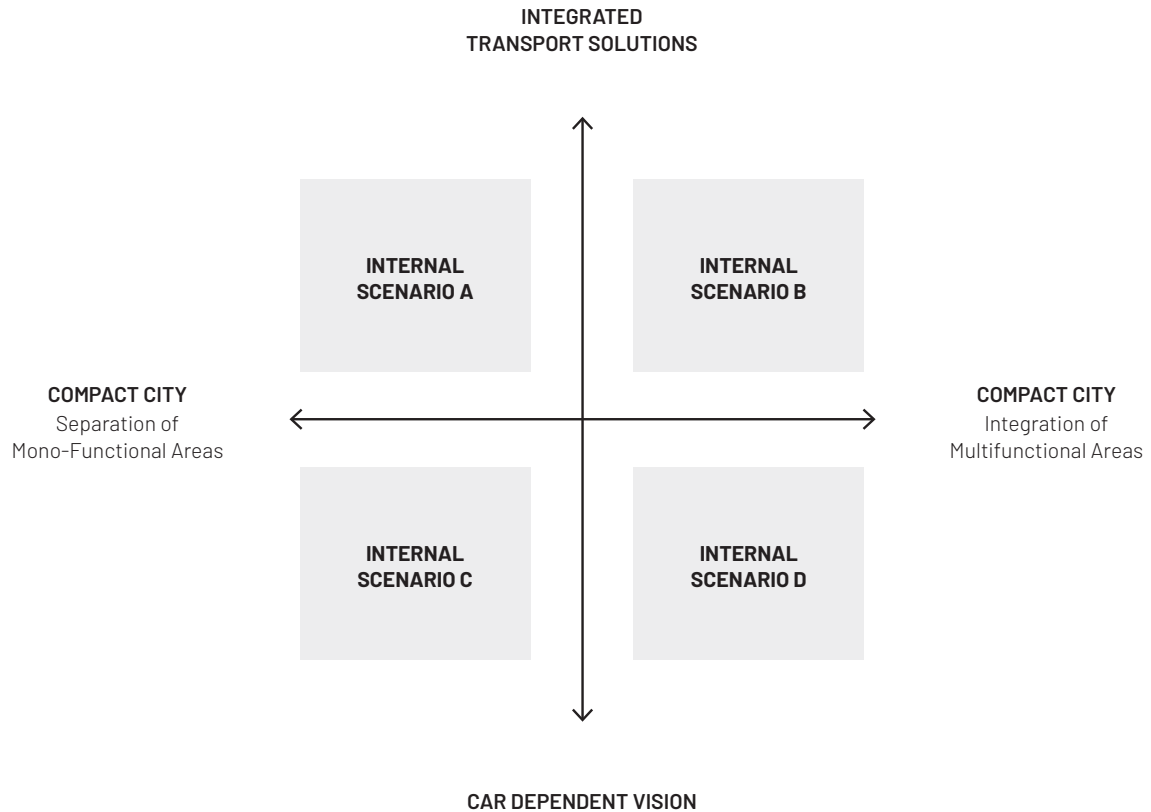 INTEGRATED
TRANSPORT SOLUTIONS
INTERNAL
SCENARIO A
INTERNAL
SCENARIO B
COMPACT CITY
Separation of
Mono-Functional Areas
COMPACT CITY
Integration of
Multifunctional Areas
INTERNAL
SCENARIO C
INTERNAL
SCENARIO D
CAR DEPENDENT VISION